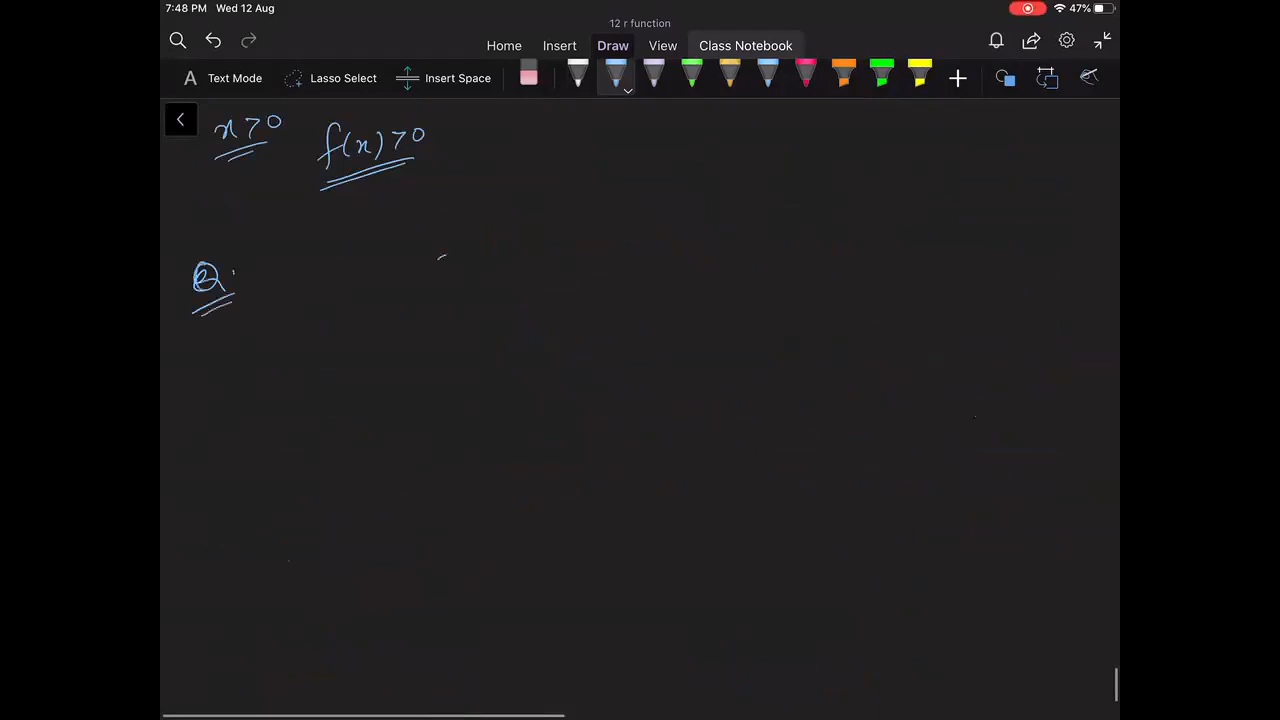 7:48 PM Wed 12 Aug
47%
12 r function
Home Insert Draw View Class Notebook
Text Mode Lasso Select Insert Space
x > 0 f(x) > 0
Q.